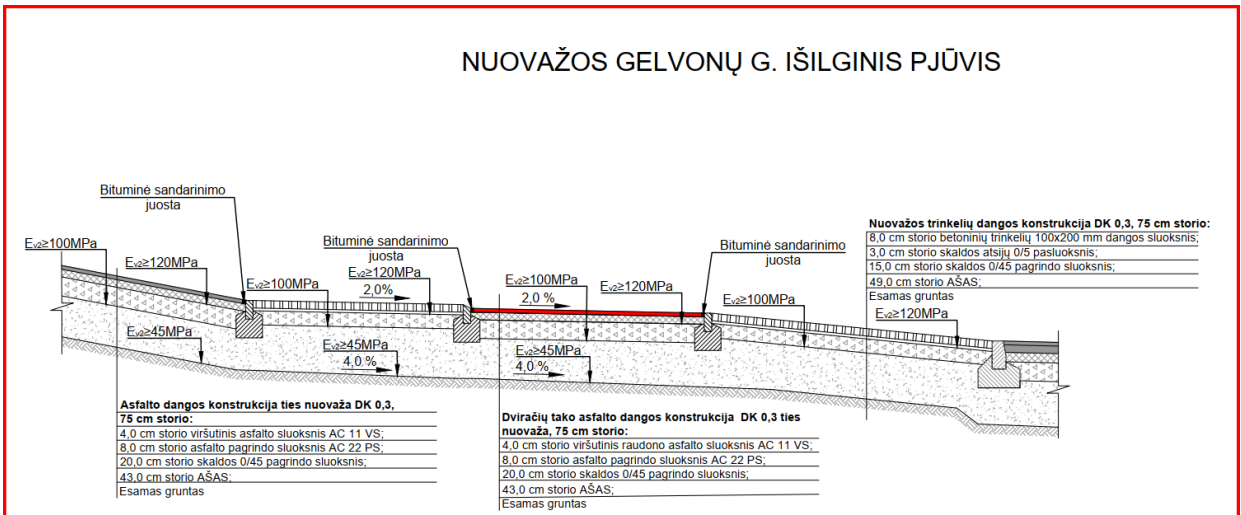 NUOVAŽOS GELVONŲ G. IŠILGINIS PJŪVIS
Bituminė sandarinimo
juosta
Ev2≥100MPa
Ev2≥120MPa
Ev2≥100MPa
Bituminė sandarinimo
juosta
Ev2≥120MPa
2,0%
Ev2≥100MPa
2,0 %
Ev2≥120MPa
Bituminė sandarinimo
juosta
Ev2≥100MPa
Nuovažos trinkelių dangos konstrukcija DK 0,3, 75 cm storio:
8,0 cm storio betoninių trinkelių 100x200 mm dangos sluoksnis;
3,0 cm storio skaldos atsijų 0/5 pasluoksnis;
15,0 cm storio skaldos 0/45 pagrindo sluoksnis;
49,0 cm storio AŠAS;
Esamas gruntas
Ev2≥120MPa
Ev2≥45MPa
Ev2≥45MPa
4,0 %
Ev2≥45MPa
4,0 %
Asfalto dangos konstrukcija ties nuovaža DK 0,3,
75 cm storio:
4,0 cm storio viršutinis asfalto sluoksnis AC 11 VS;
8,0 cm storio asfalto pagrindo sluoksnis AC 22 PS;
20,0 cm storio skaldos 0/45 pagrindo sluoksnis;
43,0 cm storio AŠAS;
Esamas gruntas
Dviračių tako asfalto dangos konstrukcija DK 0,3 ties
nuovaža, 75 cm storio:
4,0 cm storio viršutinis raudono asfalto sluoksnis AC 11 VS;
8,0 cm storio asfalto pagrindo sluoksnis AC 22 PS;
20,0 cm storio skaldos 0/45 pagrindo sluoksnis;
43,0 cm storio AŠAS;
Esamas gruntas